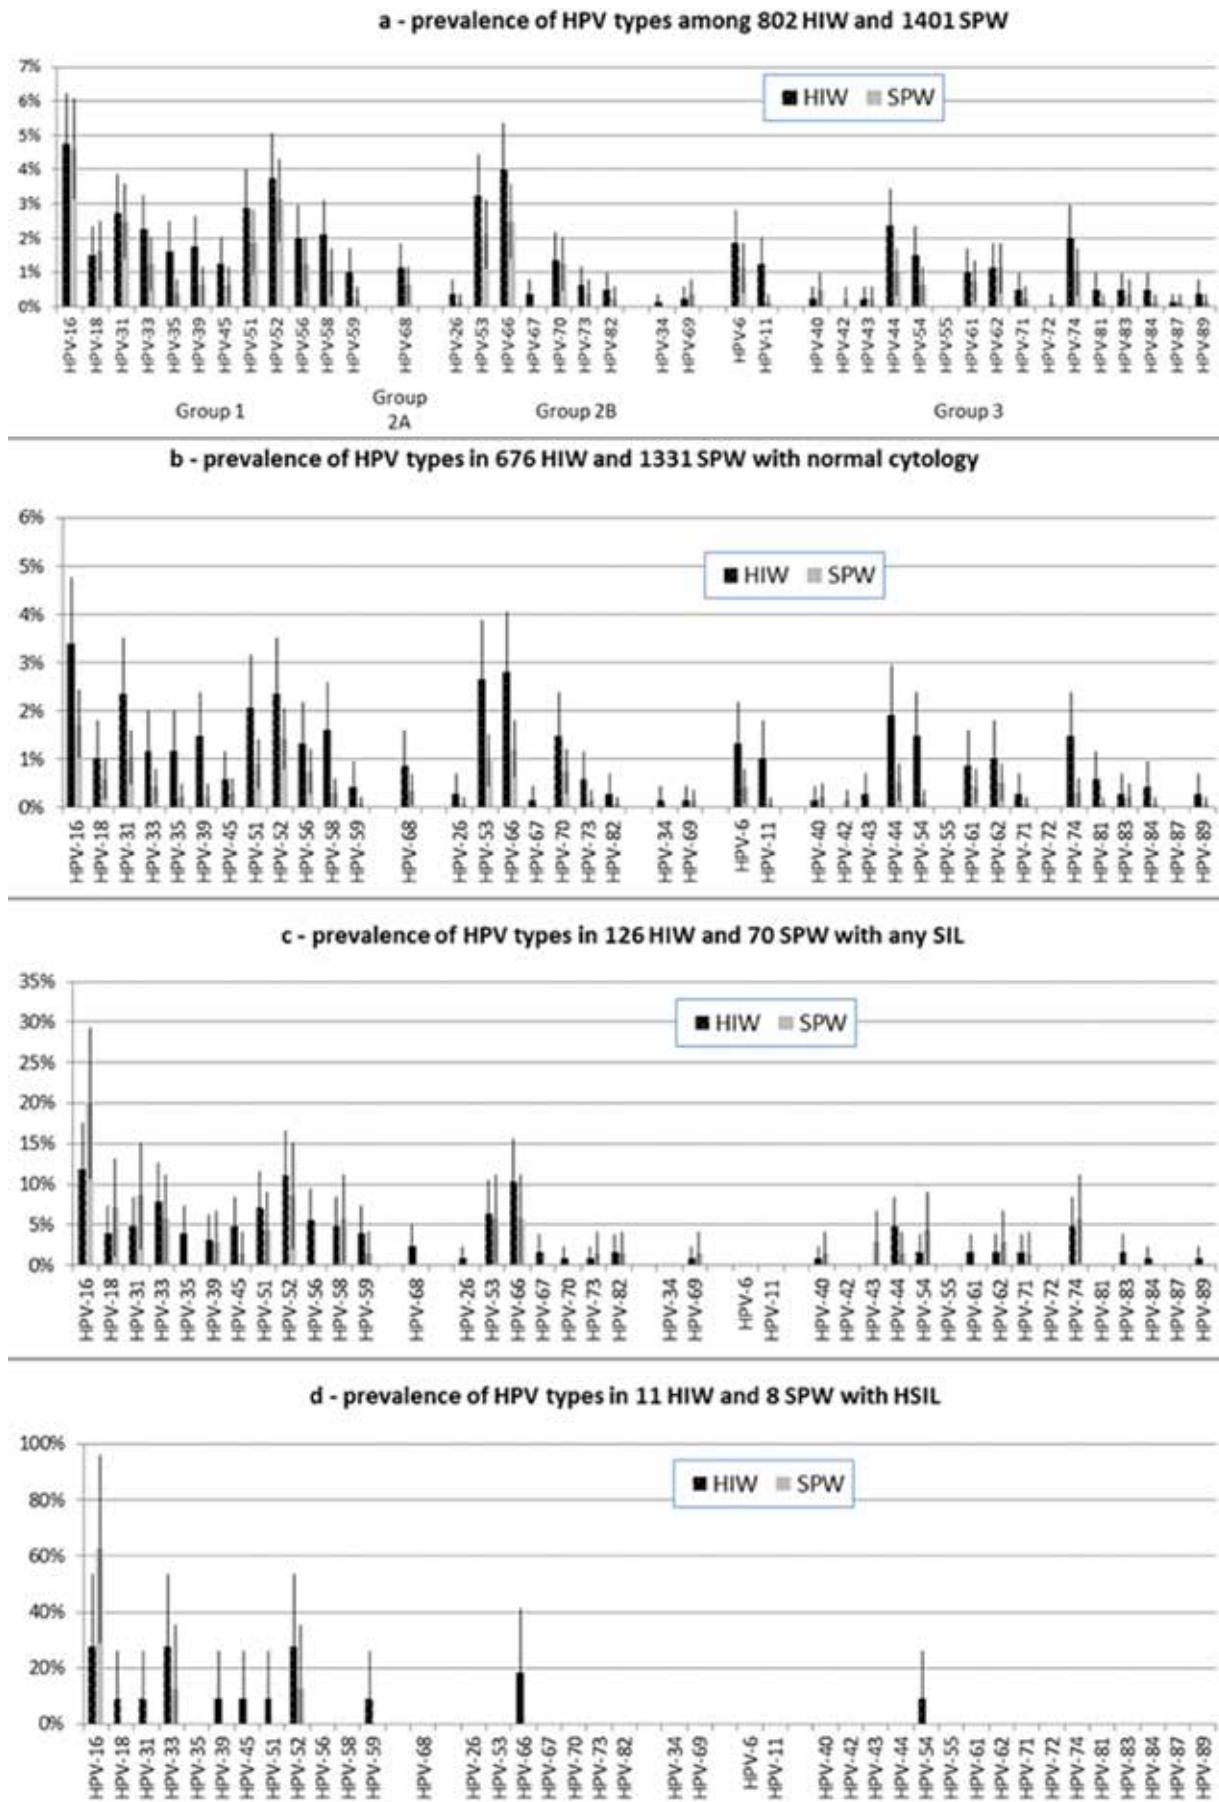 a - prevalence of HPV types among 802 HIW and 1401 SPW
7%
6%
5%
4%
3%
2%
1%
0%
HIW SPW
HPV-16 HPV-18 HPV-31 HPV-33 HPV-35 HPV-39 HPV-45 HPV-51 HPV-52 HPV-56 HPV-58 HPV-59 HPV-68 HPV-26 HPV-53 HPV-66 HPV-67 HPV-70 HPV-73 HPV-82 HPV-34 HPV-69 HPV-6 HPV-11 HPV-40 HPV-42 HPV-43 HPV-44 HPV-54 HPV-55 HPV-61 HPV-62 HPV-71 HPV-72 HPV-74 HPV-81 HPV-83 HPV-84 HPV-87 HPV-89
Group 1 Group 2A Group 2B Group 3
b - prevalence of HPV types in 676 HIW and 1331 SPW with normal cytology
6%
5%
4%
3%
2%
1%
0%
HIW SPW
HPV-16 HPV-18 HPV-31 HPV-33 HPV-35 HPV-39 HPV-45 HPV-51 HPV-52 HPV-56 HPV-58 HPV-59 HPV-68 HPV-26 HPV-53 HPV-66 HPV-67 HPV-70 HPV-73 HPV-82 HPV-34 HPV-69 HPV-6 HPV-11 HPV-40 HPV-42 HPV-43 HPV-44 HPV-54 HPV-55 HPV-61 HPV-62 HPV-71 HPV-72 HPV-74 HPV-81 HPV-83 HPV-84 HPV-87 HPV-89
c - prevalence of HPV types in 126 HIW and 70 SPW with any SIL
35%
30%
25%
20%
15%
10%
5%
0%
HIW SPW
HPV-16 HPV-18 HPV-31 HPV-33 HPV-35 HPV-39 HPV-45 HPV-51 HPV-52 HPV-56 HPV-58 HPV-59 HPV-68 HPV-26 HPV-53 HPV-66 HPV-67 HPV-70 HPV-73 HPV-82 HPV-34 HPV-69 HPV-6 HPV-11 HPV-40 HPV-42 HPV-43 HPV-44 HPV-54 HPV-55 HPV-61 HPV-62 HPV-71 HPV-72 HPV-74 HPV-81 HPV-83 HPV-84 HPV-87 HPV-89
d - prevalence of HPV types in 11 HIW and 8 SPW with HSIL
100%
80%
60%
40%
20%
0%
HIW SPW
HPV-16 HPV-18 HPV-31 HPV-33 HPV-35 HPV-39 HPV-45 HPV-51 HPV-52 HPV-56 HPV-58 HPV-59 HPV-68 HPV-26 HPV-53 HPV-66 HPV-67 HPV-70 HPV-73 HPV-82 HPV-34 HPV-69 HPV-6 HPV-11 HPV-40 HPV-42 HPV-43 HPV-44 HPV-54 HPV-55 HPV-61 HPV-62 HPV-71 HPV-72 HPV-74 HPV-81 HPV-83 HPV-84 HPV-87 HPV-89